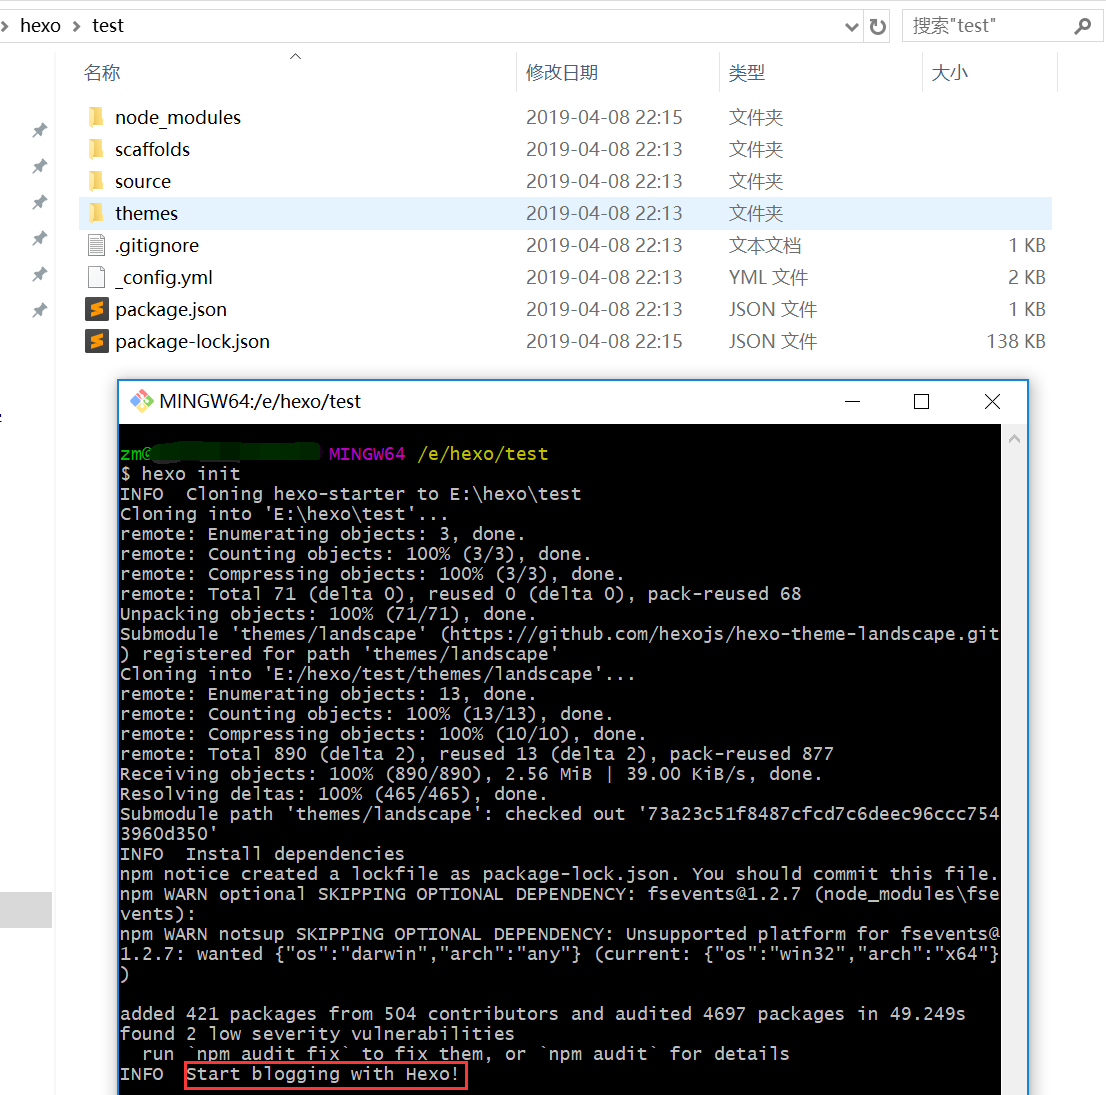 hexo > test
搜索"test"
名称 修改日期 类型 大小
node_modules 2019-04-08 22:15 文件夹
scaffolds 2019-04-08 22:13 文件夹
source 2019-04-08 22:13 文件夹
themes 2019-04-08 22:13 文件夹
.gitignore 2019-04-08 22:13 文本文档 1 KB
_config.yml 2019-04-08 22:13 YML 文件 2 KB
package.json 2019-04-08 22:13 JSON 文件 1 KB
package-lock.json 2019-04-08 22:15 JSON 文件 138 KB
MINGW64:/e/hexo/test
zm@ MINGW64 /e/hexo/test
$ hexo init
INFO  Cloning hexo-starter to E:\hexo\test
Cloning into 'E:\hexo\test'...
remote: Enumerating objects: 3, done.
remote: Counting objects: 100% (3/3), done.
remote: Compressing objects: 100% (3/3), done.
remote: Total 71 (delta 0), reused 0 (delta 0), pack-reused 68
Unpacking objects: 100% (71/71), done.
Submodule 'themes/landscape' (https://github.com/hexojs/hexo-theme-landscape.git
) registered for path 'themes/landscape'
Cloning into 'E:/hexo/test/themes/landscape'...
remote: Enumerating objects: 13, done.
remote: Counting objects: 100% (13/13), done.
remote: Compressing objects: 100% (10/10), done.
remote: Total 890 (delta 2), reused 13 (delta 2), pack-reused 877
Receiving objects: 100% (890/890), 2.56 MiB | 39.00 KiB/s, done.
Resolving deltas: 100% (465/465), done.
Submodule path 'themes/landscape': checked out '73a23c51f8487cfcd7c6deec96ccc754
3960d350'
INFO  Install dependencies
npm notice created a lockfile as package-lock.json. You should commit this file.
npm WARN optional SKIPPING OPTIONAL DEPENDENCY: fsevents@1.2.7 (node_modules\fse
vents):
npm WARN notsup SKIPPING OPTIONAL DEPENDENCY: Unsupported platform for fsevents@
1.2.7: wanted {"os":"darwin","arch":"any"} (current: {"os":"win32","arch":"x64"}
)
added 421 packages from 504 contributors and audited 4697 packages in 49.249s
found 2 low severity vulnerabilities
  run `npm audit fix` to fix them, or `npm audit` for details
INFO  Start blogging with Hexo!